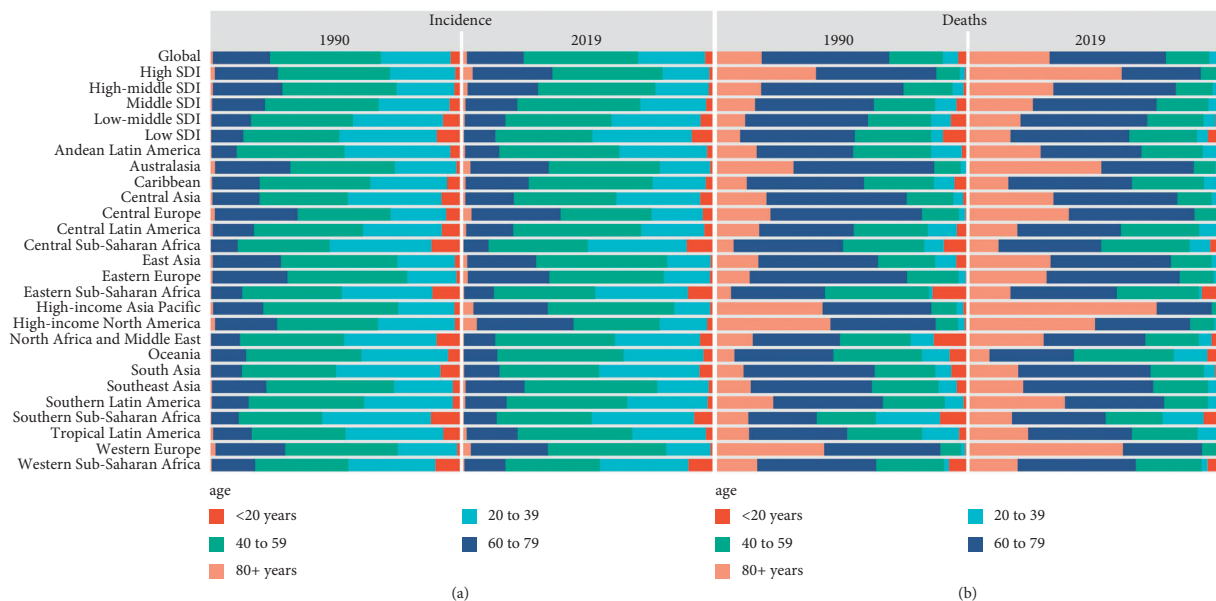 Incidence
Deaths
1990
2019
1990
2019
Global
High SDI
High-middle SDI
Middle SDI
Low-middle SDI
Low SDI
Andean Latin America
Australasia
Caribbean
Central Asia
Central Europe
Central Latin America
Central Sub-Saharan Africa
East Asia
Eastern Europe
Eastern Sub-Saharan Africa
High-income Asia Pacific
High-income North America
North Africa and Middle East
Oceania
South Asia
Southeast Asia
Southern Latin America
Southern Sub-Saharan Africa
Tropical Latin America
Western Europe
Western Sub-Saharan Africa
age
<20 years
20 to 39
40 to 59
60 to 79
80+ years
(a)
age
<20 years
20 to 39
40 to 59
60 to 79
80+ years
(b)